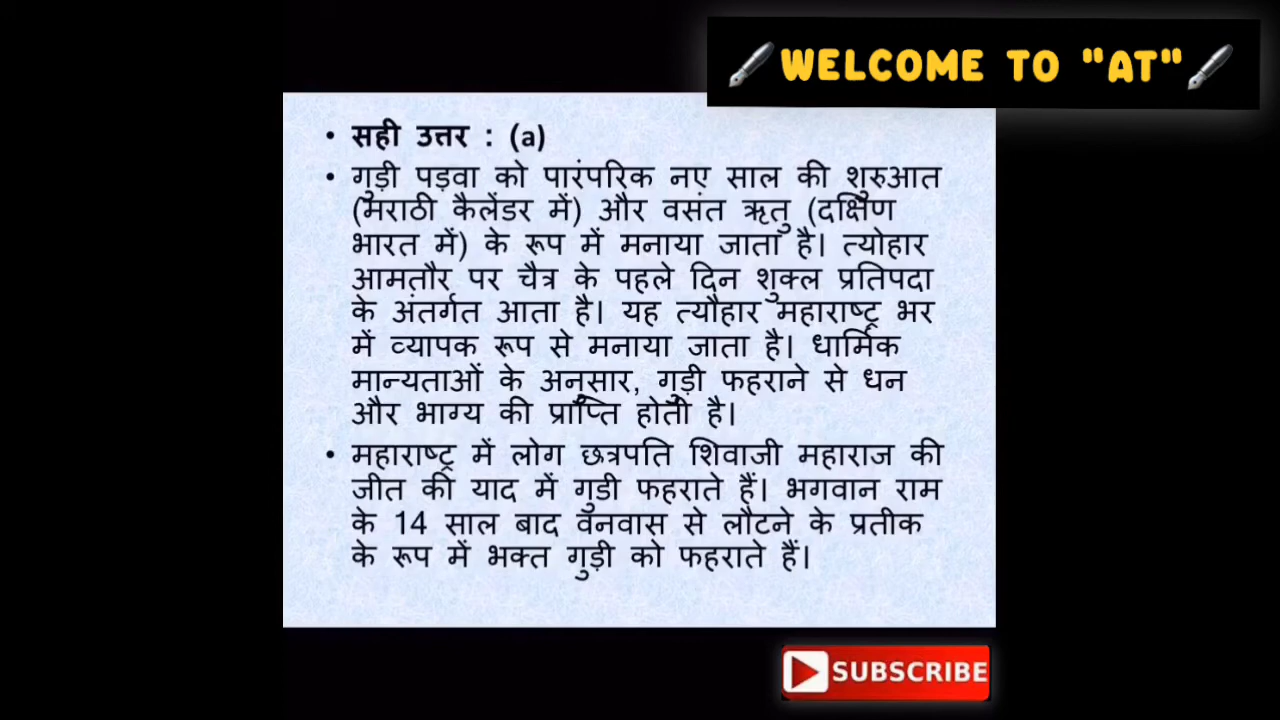 WELCOME TO "AT"
• सही उत्तर : (a)
• गुड़ी पड़वा को पारंपरिक नए साल की शुरुआत
(मराठी कैलेंडर में) और वसंत ऋतु (दक्षिण
भारत में) के रूप में मनाया जाता है। त्योहार
आमतौर पर चैत्र के पहले दिन शुक्ल प्रतिपदा
के अंतर्गत आता है। यह त्यौहार महाराष्ट्र भर
में व्यापक रूप से मनाया जाता है। धार्मिक
मान्यताओं के अनुसार, गुड़ी फहराने से धन
और भाग्य की प्राप्ति होती है।
• महाराष्ट्र में लोग छत्रपति शिवाजी महाराज की
जीत की याद में गुडी फहराते हैं। भगवान राम
के 14 साल बाद वनवास से लौटने के प्रतीक
के रूप में भक्त गुड़ी को फहराते हैं।
SUBSCRIBE